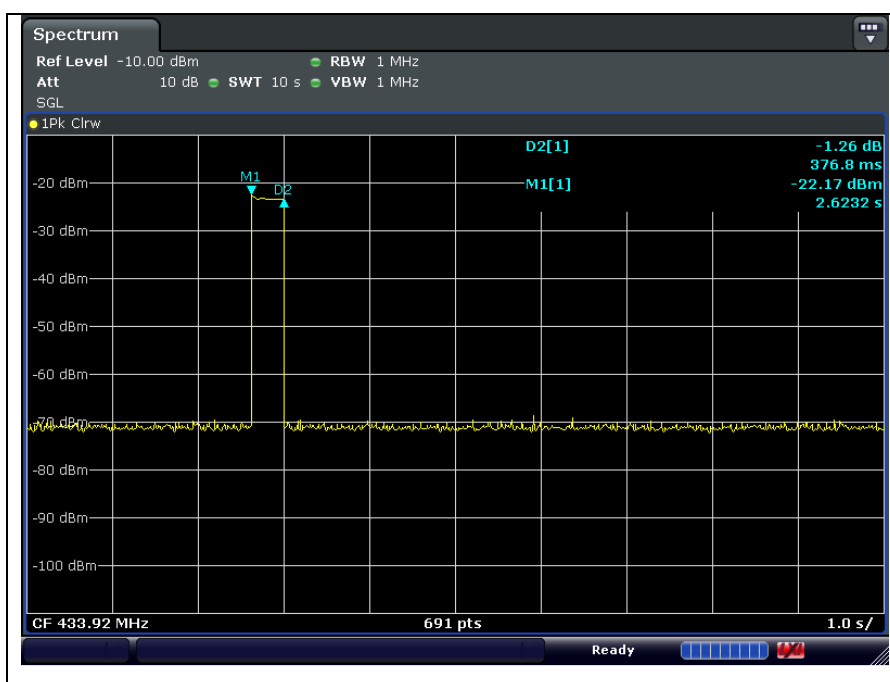 Spectrum
Ref Level -10.00 dBm RBW 1 MHz
Att 10 dB SWT 10 s VBW 1 MHz
SGL
1Pk Clrw
D2[1] -1.26 dB
376.8 ms
M1[1] -22.17 dBm
2.6232 s
M1
D2
-20 dBm
-30 dBm
-40 dBm
-50 dBm
-60 dBm
-70 dBm
-80 dBm
-90 dBm
-100 dBm
CF 433.92 MHz 691 pts 1.0 s/
Ready